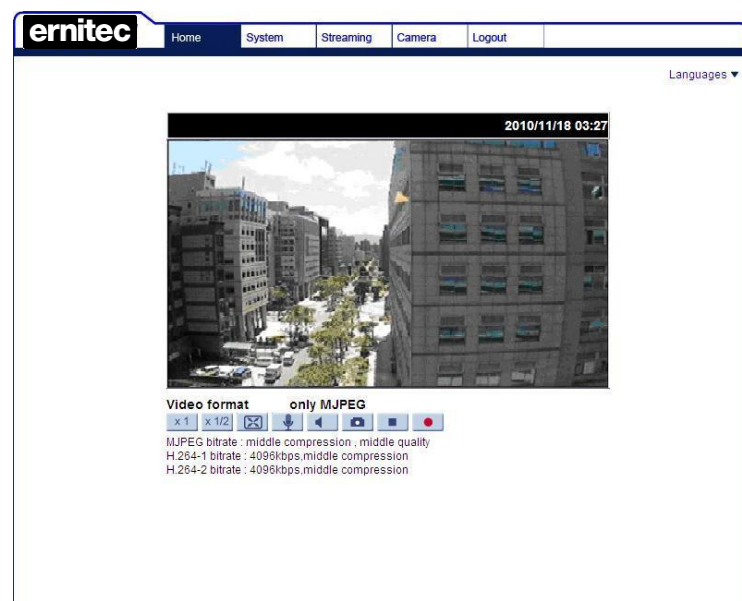 ernitec
Home System Streaming Camera Logout
Languages ▼
2010/11/18 03:27
Video format only MJPEG
x 1 x 1/2
MJPEG bitrate : middle compression , middle quality
H.264-1 bitrate : 4096kbps,middle compression
H.264-2 bitrate : 4096kbps,middle compression